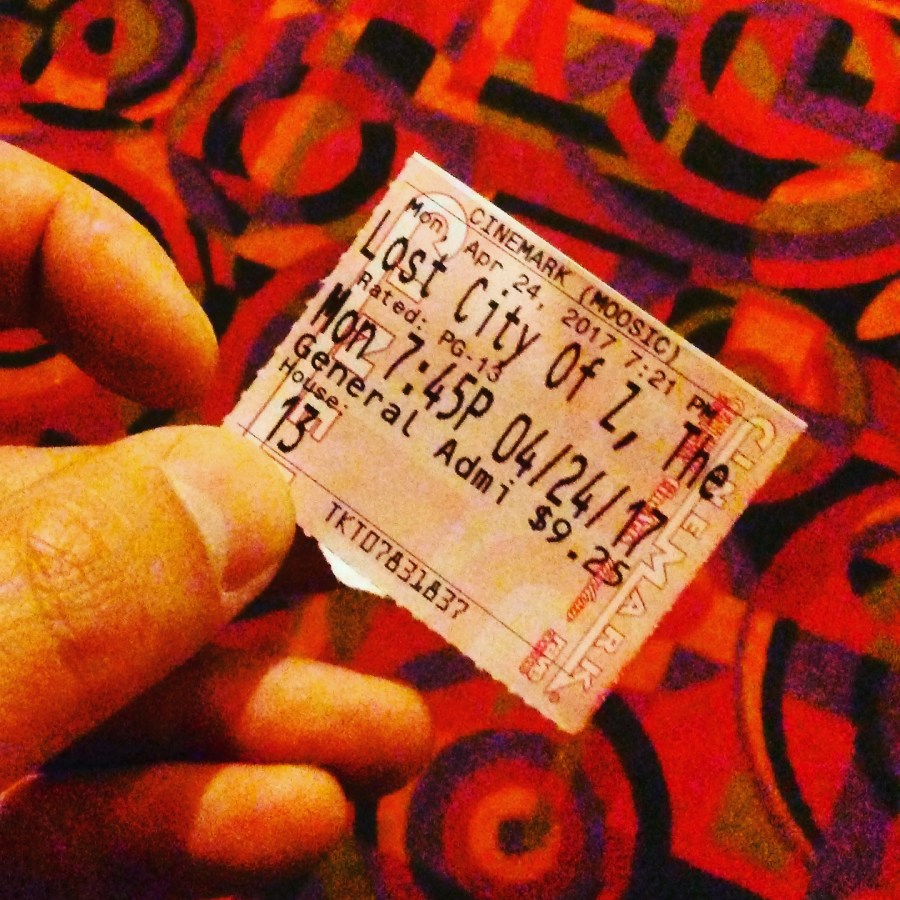 CINEMARK (MOOSIC)
Mon, Apr 24, 2017 7:21 PM
Lost City Of Z, The
Rated: PG-13
Mon 7:45P 04/24/17
General Admi $9.25
House:
13
TKT07831837
CINEMARK